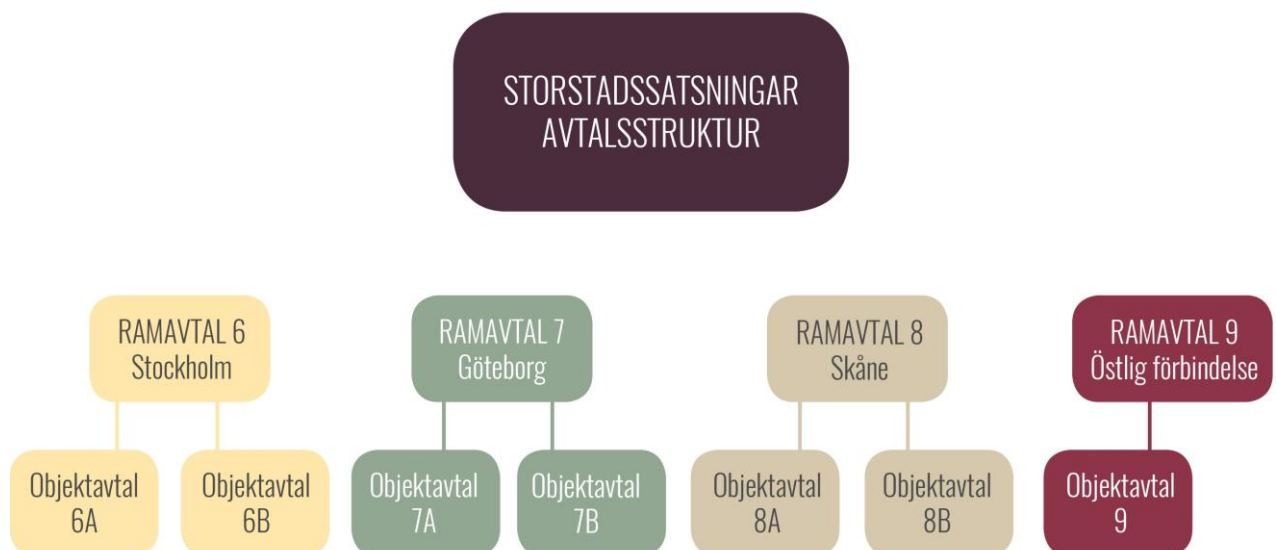 STORSTADSSATSNINGAR
AVTALSSTRUKTUR
RAMAVTAL 6
Stockholm
RAMAVTAL 7
Göteborg
RAMAVTAL 8
Skåne
RAMAVTAL 9
Östlig förbindelse
Objektavtal
6A
Objektavtal
6B
Objektavtal
7A
Objektavtal
7B
Objektavtal
8A
Objektavtal
8B
Objektavtal
9